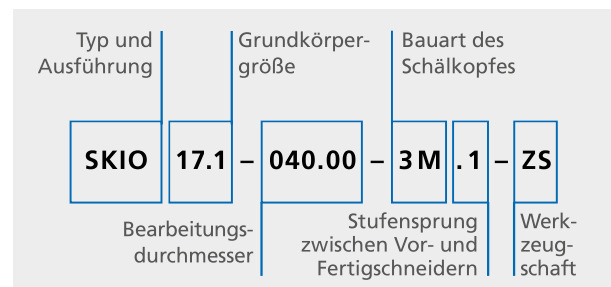 Typ und
Ausführung
Grundkörper-
größe
Bauart des
Schälkopfes
SKIO 17.1 – 040.00 – 3M .1 – ZS
Bearbeitungs-
durchmesser
Stufensprung
zwischen Vor- und
Fertigschneidern
Werk-
zeug-
schaft